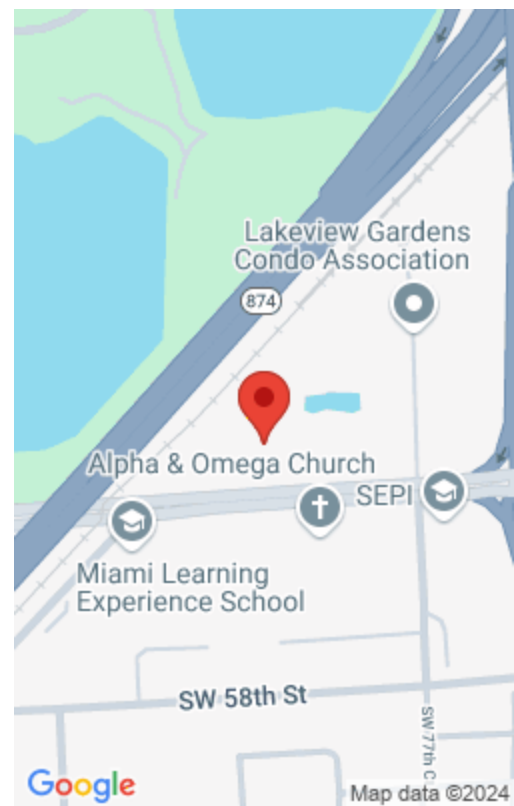 Lakeview Gardens
Condo Association
874
Alpha & Omega Church
SEPI
Miami Learning
Experience School
SW 58th St
SW 77th C
Google
Map data ©2024